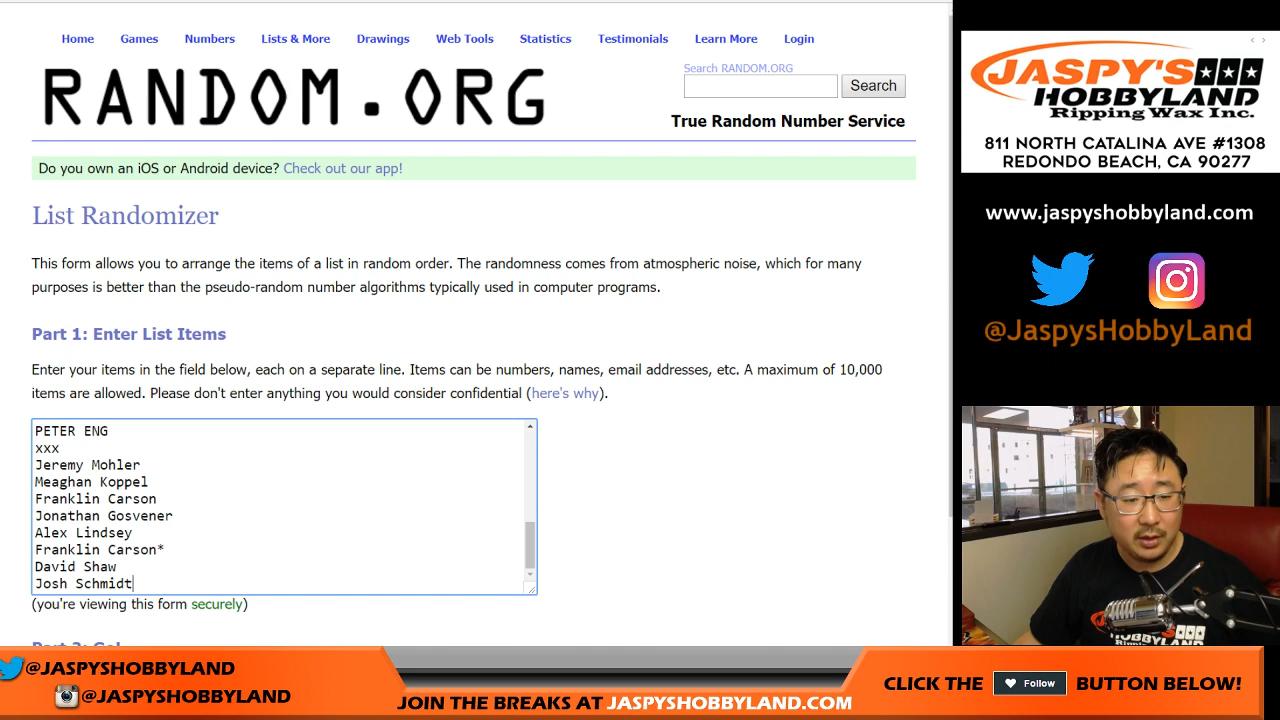 Home Games Numbers Lists & More Drawings Web Tools Statistics Testimonials Learn More Login
RANDOM.ORG
Search RANDOM.ORG
Search
True Random Number Service
Do you own an iOS or Android device? Check out our app!
List Randomizer
This form allows you to arrange the items of a list in random order. The randomness comes from atmospheric noise, which for many
purposes is better than the pseudo-random number algorithms typically used in computer programs.
Part 1: Enter List Items
Enter your items in the field below, each on a separate line. Items can be numbers, names, email addresses, etc. A maximum of 10,000
items are allowed. Please don't enter anything you would consider confidential (here's why).
PETER ENG
xxx
Jeremy Mohler
Meaghan Koppel
Franklin Carson
Jonathan Gosvener
Alex Lindsey
Franklin Carson*
David Shaw
Josh Schmidt
(you're viewing this form securely)
JASPY'S
HOBBYLAND
Ripping Wax Inc.
811 NORTH CATALINA AVE #1308
REDONDO BEACH, CA 90277
www.jaspyshobbyland.com
@JaspysHobbyLand
@JASPYSHOBBYLAND
@JASPYSHOBBYLAND
JOIN THE BREAKS AT JASPYSHOBBYLAND.COM
CLICK THE Follow BUTTON BELOW!